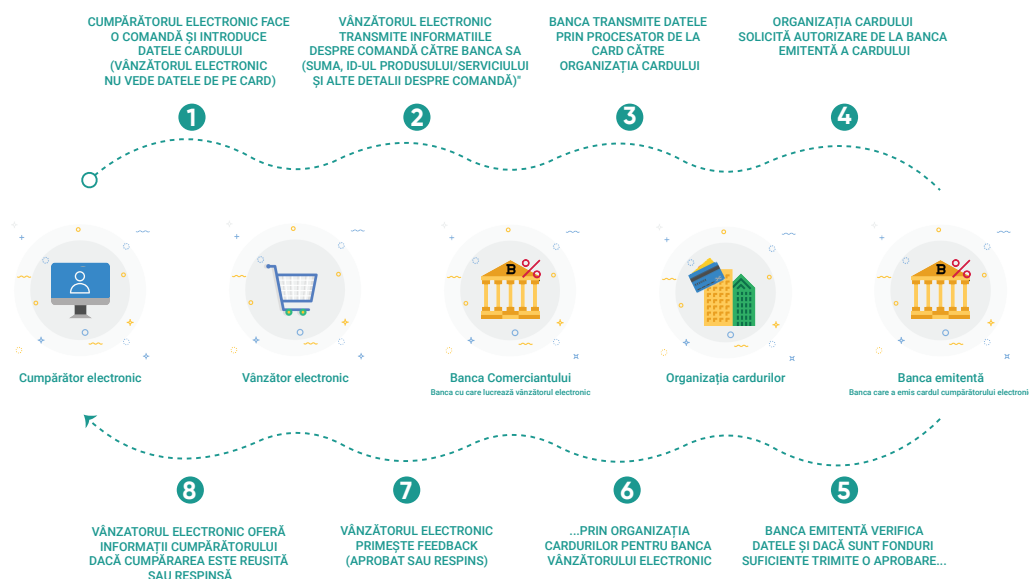 CUMPĂRĂTORUL ELECTRONIC FACE
O COMANDĂ ȘI INTRODUCE
DATELE CARDULUI
(VÂNZĂTORUL ELECTRONIC
NU VEDE DATELE DE PE CARD)
VÂNZĂTORUL ELECTRONIC
TRANSMITE INFORMATIILE
DESPRE COMANDĂ CĂTRE BANCA SA
(SUMA, ID-UL PRODUSULUI/SERVICIULUI
ȘI ALTE DETALII DESPRE COMANDĂ)"
BANCA TRANSMITE DATELE
PRIN PROCESATOR DE LA
CARD CĂTRE
ORGANIZAȚIA CARDULUI
ORGANIZAȚIA CARDULUI
SOLICITĂ AUTORIZARE DE LA BANCA
EMITENTĂ A CARDULUI
1
2
3
4
B
B
Cumpărător electronic
Vânzător electronic
Banca Comerciantului
Banca cu care lucrează vânzătorul electronic
Organizația cardurilor
Banca emitentă
Banca care a emis cardul cumpărătorului electroni
8
7
6
5
VÂNZATORUL ELECTRONIC OFERĂ
INFORMAȚII CUMPĂRĂTORULUI
DACĂ CUMPĂRAREA ESTE REUSITĂ
SAU RESPINSĂ
VÂNZĂTORUL ELECTRONIC
PRIMEȘTE FEEDBACK
(APROBAT SAU RESPINS)
...PRIN ORGANIZAȚIA
CARDURILOR PENTRU BANCA
VÂNZĂTORULUI ELECTRONIC
BANCA EMITENTĂ VERIFICA
DATELE ȘI DACĂ SUNT FONDURI
SUFICIENTE TRIMITE O APROBARE...